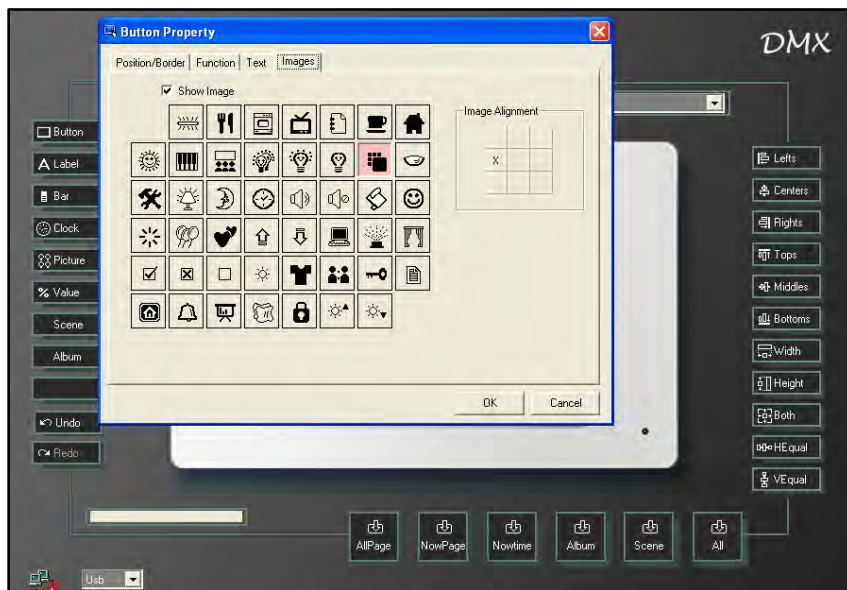 Button Property
DMX
Position/Border Function Text Images
Show Image
Image Alignment
X
OK Cancel
Button
Label
Bar
Clock
Picture
% Value
Scene
Album
Undo
Redo
Lefts
Centers
Rights
Tops
Middles
Bottoms
Width
Height
Both
HEqual
VEqual
AllPage
NowPage
Nowtime
Album
Scene
All
Usb